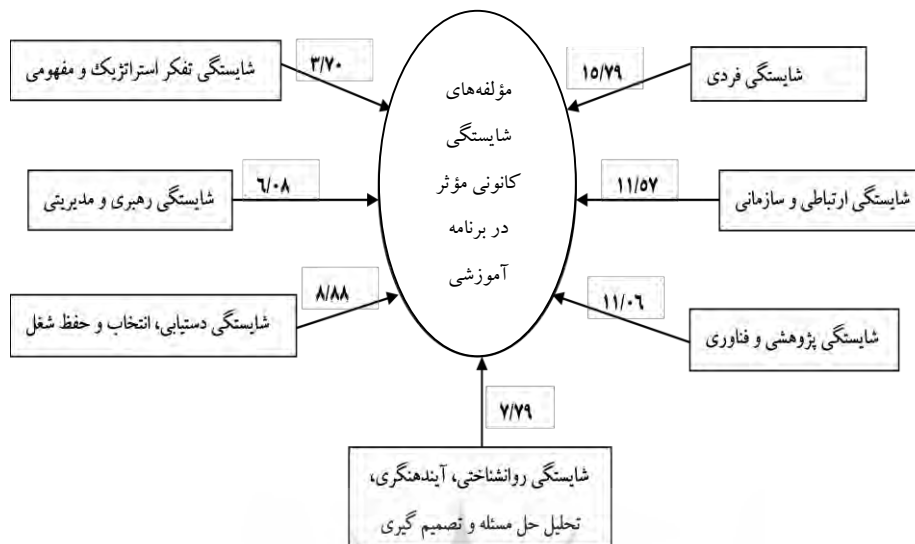 شایستگی تفکر استراتژیک و مفهومی
۳/۷۰
۱۵/۷۹
شایستگی فردی
مؤلفه‌های
شایستگی
کانونی مؤثر
در برنامه
آموزشی
شایستگی رهبری و مدیریتی
۶/۰۸
۱۱/۵۷
شایستگی ارتباطی و سازمانی
شایستگی دستیابی، انتخاب و حفظ شغل
۸/۸۸
۱۱/۰۶
شایستگی پژوهشی و فناوری
۷/۷۹
شایستگی روانشناختی، آیندهنگری،
تحلیل حل مسئله و تصمیم گیری